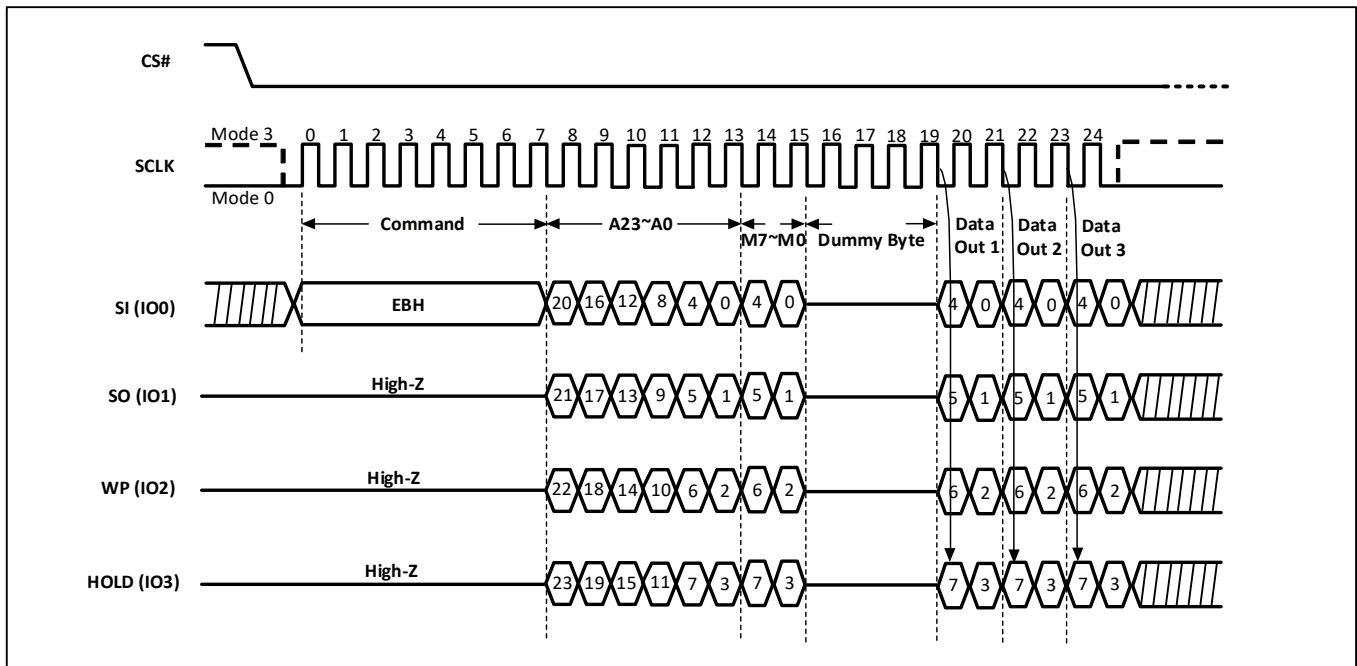 CS#
Mode 3
0 1 2 3 4 5 6 7 8 9 10 11 12 13 14 15 16 17 18 19 20 21 22 23 24
SCLK
Mode 0
Command A23~A0 M7~M0 Dummy Byte Data Out 1 Data Out 2 Data Out 3
SI (IO0) EBH 20 16 12 8 4 0 4 0 4 0 4 0 4 0
SO (IO1) High-Z 21 17 13 9 5 1 5 1 5 1 5 1 5 1
WP (IO2) High-Z 22 18 14 10 6 2 6 2 6 2 6 2 6 2
HOLD (IO3) High-Z 23 19 15 11 7 3 7 3 7 3 7 3 7 3